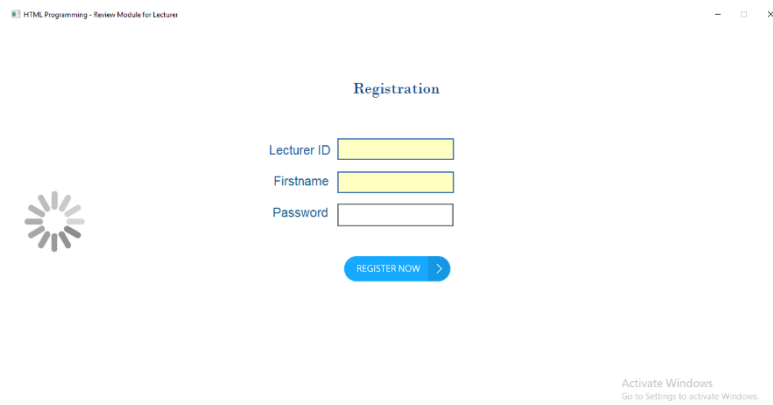 HTML Programming - Review Module for Lecturer
Registration
Lecturer ID
Firstname
Password
REGISTER NOW
Activate Windows
Go to Settings to activate Windows.